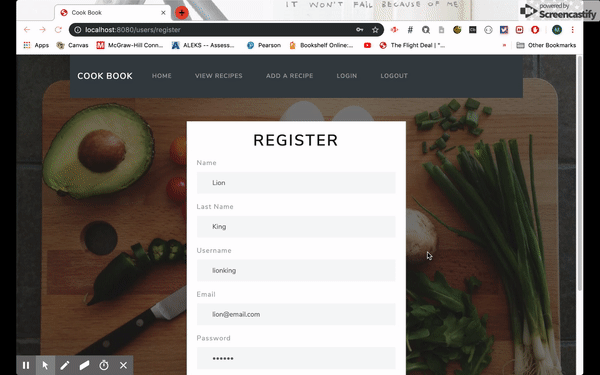 IT WON'T FAIL BECAUSE OF ME
powered by
Screencastify
Cook Book
localhost:8080/users/register
Apps
Canvas
McGraw-Hill Conn...
ALEKS -- Assess...
Pearson
Bookshelf Online:...
The Flight Deal | "...
Other Bookmarks
COOK BOOK
HOME
VIEW RECIPES
ADD A RECIPE
LOGIN
LOGOUT
REGISTER
Name
Lion
Last Name
King
Username
lionking
Email
lion@email.com
Password
••••••